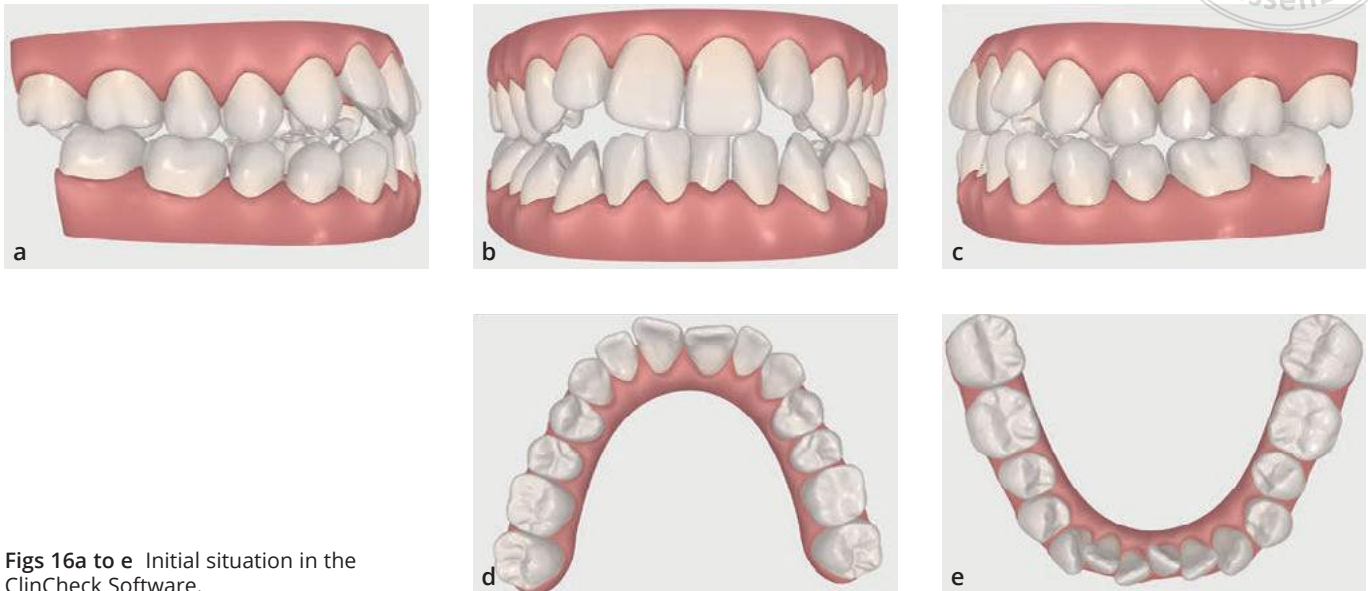 a
b
c
d
e
Figs 16a to e Initial situation in the
ClinCheck Software.